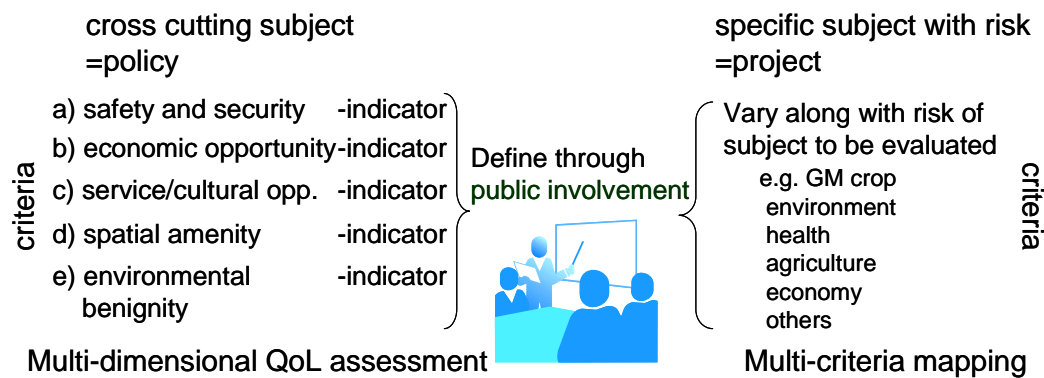 cross cutting subject
=policy
criteria
a) safety and security -indicator
b) economic opportunity -indicator
c) service/cultural opp. -indicator
d) spatial amenity -indicator
e) environmental -indicator
benignity
Multi-dimensional QoL assessment
Define through
public involvement
specific subject with risk
=project
Vary along with risk of
subject to be evaluated
e.g. GM crop
environment
health
agriculture
economy
others
criteria
Multi-criteria mapping